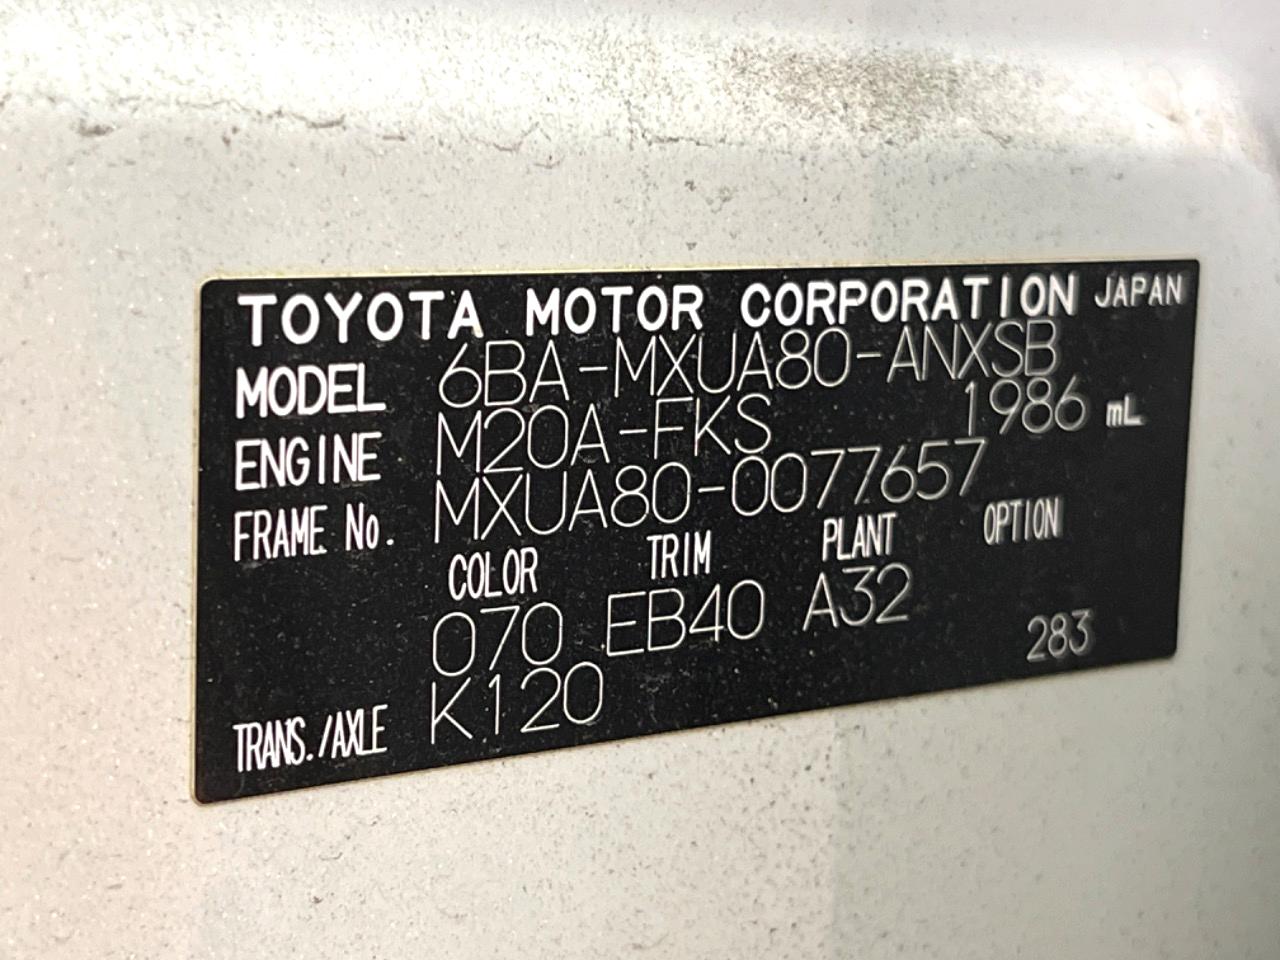 TOYOTA MOTOR CORPORATION JAPAN
MODEL 6BA-MXUA80-ANXSB
ENGINE M20A-FKS 1986 mL
FRAME No. MXUA80-0077657
COLOR TRIM PLANT OPTION
070 EB40 A32
TRANS./AXLE K120 283